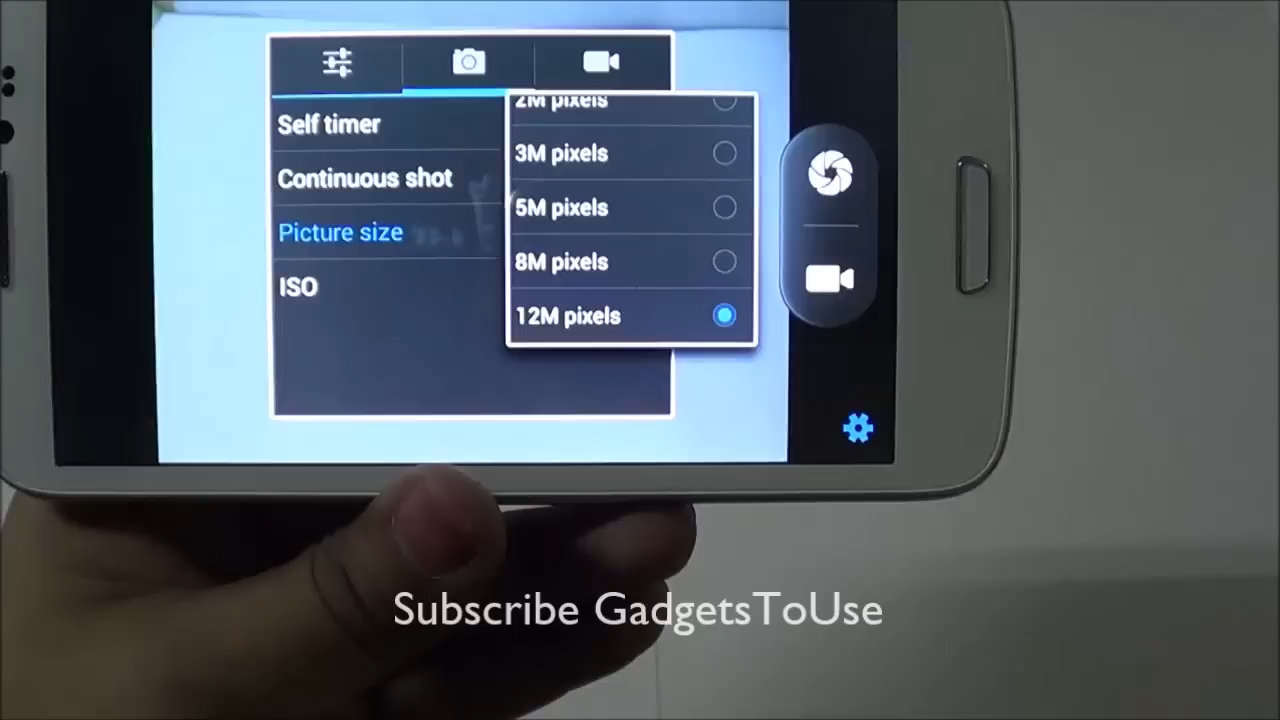 Self timer
Continuous shot
Picture size
ISO
2M pixels
3M pixels
5M pixels
8M pixels
12M pixels
Subscribe GadgetsToUse